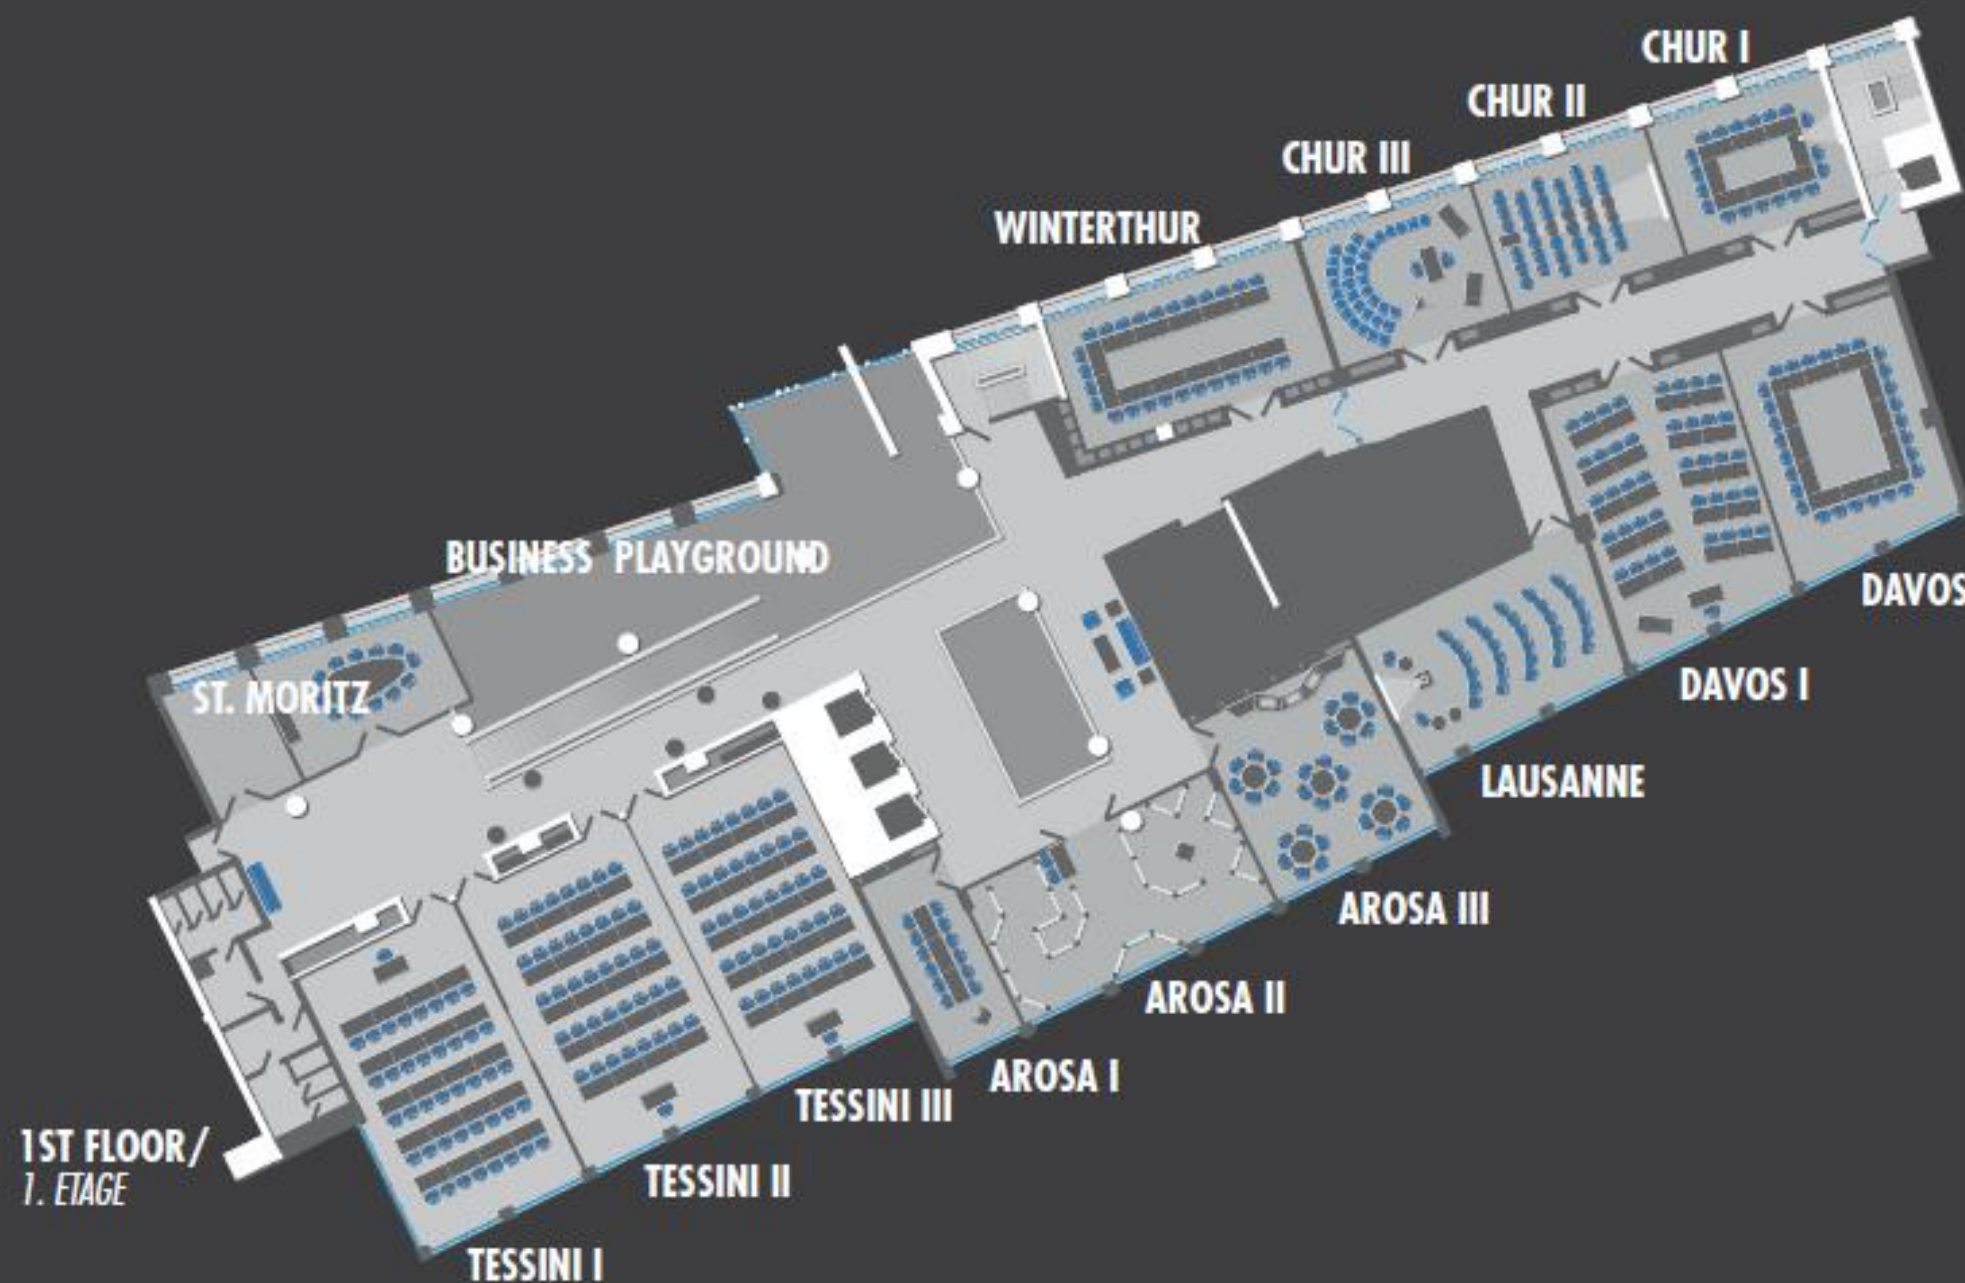 CHUR I
CHUR II
CHUR III
WINTERTHUR
BUSINESS PLAYGROUND
DAVOS
ST. MORITZ
DAVOS I
LAUSANNE
AROSA III
AROSA II
AROSA I
TESSINI III
1ST FLOOR/
1. ETAGE
TESSINI II
TESSINI I